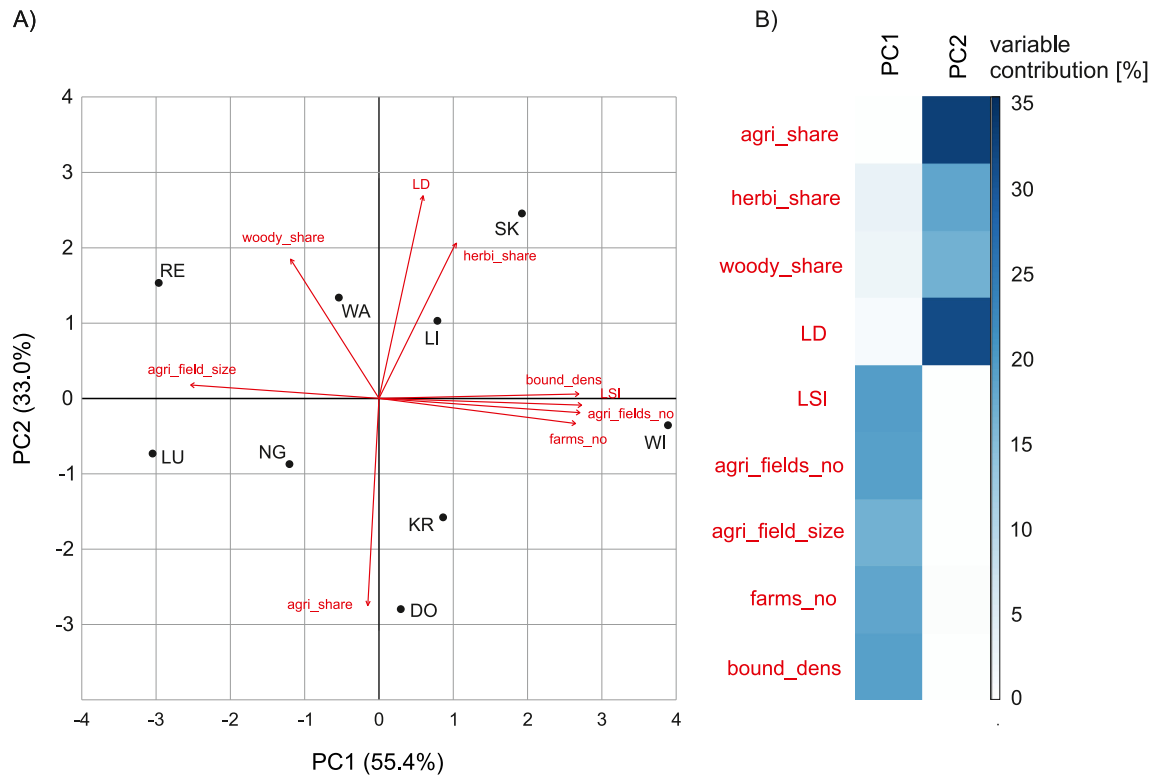 A)
4
3
2
1
0
-1
-2
-3
-4
-3
-2
-1
0
1
2
3
4
PC2 (33.0%)
PC1 (55.4%)
LD
woody_share
herbi_share
SK
RE
WA
LI
agri_field_size
bound_dens
LSI
agri_fields_no
farms_no
WI
LU
NG
KR
agri_share
DO
B)
PC1
PC2
variable
contribution [%]
agri_share
herbi_share
woody_share
LD
LSI
agri_fields_no
agri_field_size
farms_no
bound_dens
35
30
25
20
15
10
5
0